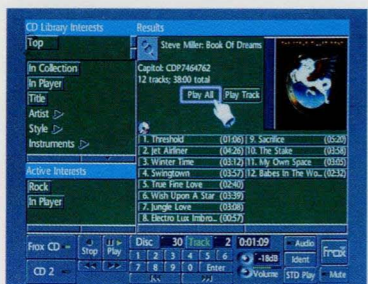 CD Library Interests
Results
Top
In Collection
In Player
Title
Artist
Style
Instruments
Active Interests
Rock
In Player
Steve Miller: Book Of Dreams
Capitol: CDP7464762
12 tracks; 38:00 total
Play All Play Track
1. Threshold (01:06)
2. Jet Airliner (04:26)
3. Winter Time (03:12)
4. Swingtown (03:57)
5. True Fine Love (02:40)
6. Wish Upon A Star (03:39)
7. Jungle Love (03:08)
8. Electro Lux Imbro... (00:57)
9. Sacrifice (05:20)
10. The Stake (03:58)
11. My Own Space (03:05)
12. Babes In The Wo... (02:32)
Frox CD
CD 2
Stop Play
Disc 30 Track 2 0:01:09
1 2 3 4 5 6
7 8 9 0 Enter
-18dB
Volume
Audio
Ident
STD Play
Frox
Mute